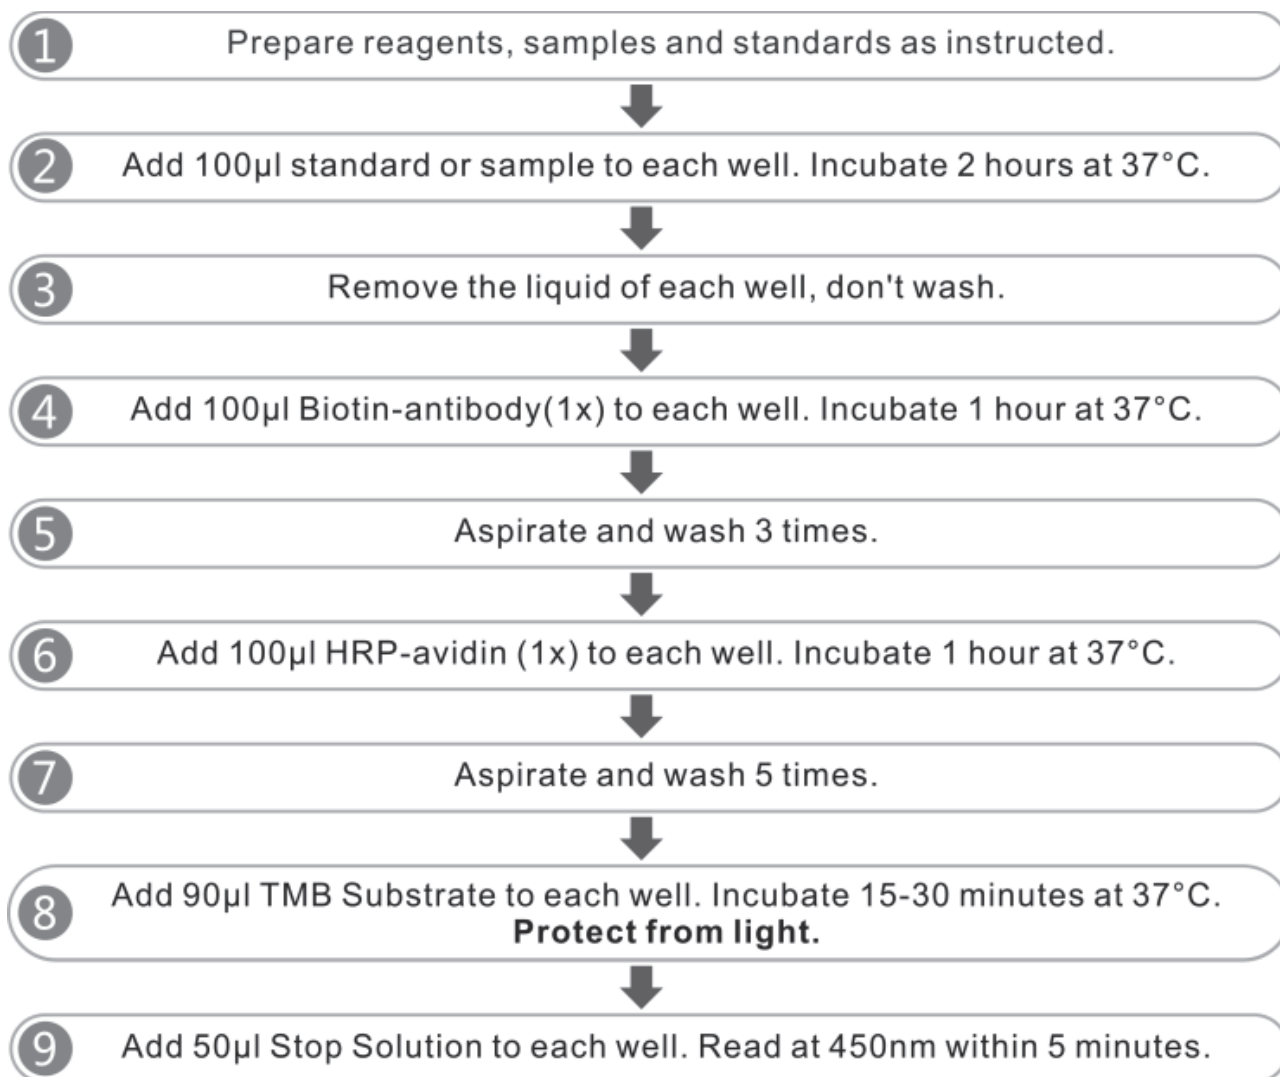 1 Prepare reagents, samples and standards as instructed.
2 Add 100µl standard or sample to each well. Incubate 2 hours at 37°C.
3 Remove the liquid of each well, don't wash.
4 Add 100µl Biotin-antibody(1x) to each well. Incubate 1 hour at 37°C.
5 Aspirate and wash 3 times.
6 Add 100µl HRP-avidin (1x) to each well. Incubate 1 hour at 37°C.
7 Aspirate and wash 5 times.
8 Add 90µl TMB Substrate to each well. Incubate 15-30 minutes at 37°C.
Protect from light.
9 Add 50µl Stop Solution to each well. Read at 450nm within 5 minutes.